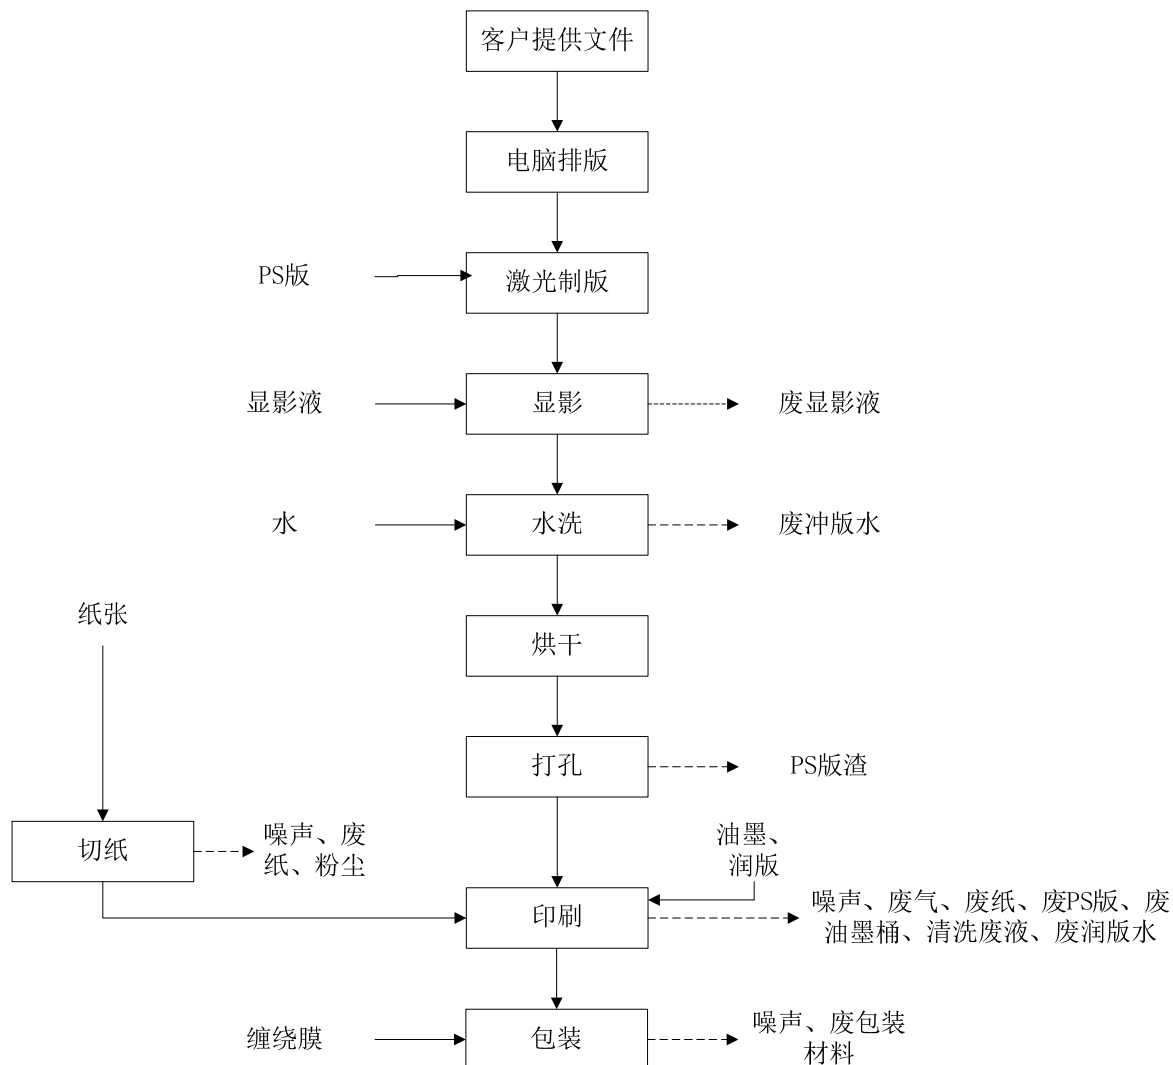 客户提供文件
电脑排版
PS版
激光制版
显影液
显影
废显影液
水
水洗
废冲版水
纸张
烘干
打孔
PS版渣
切纸
噪声、废
纸、粉尘
油墨、
润版
印刷
噪声、废气、废纸、废PS版、废
油墨桶、清洗废液、废润版水
缠绕膜
包装
噪声、废包装
材料